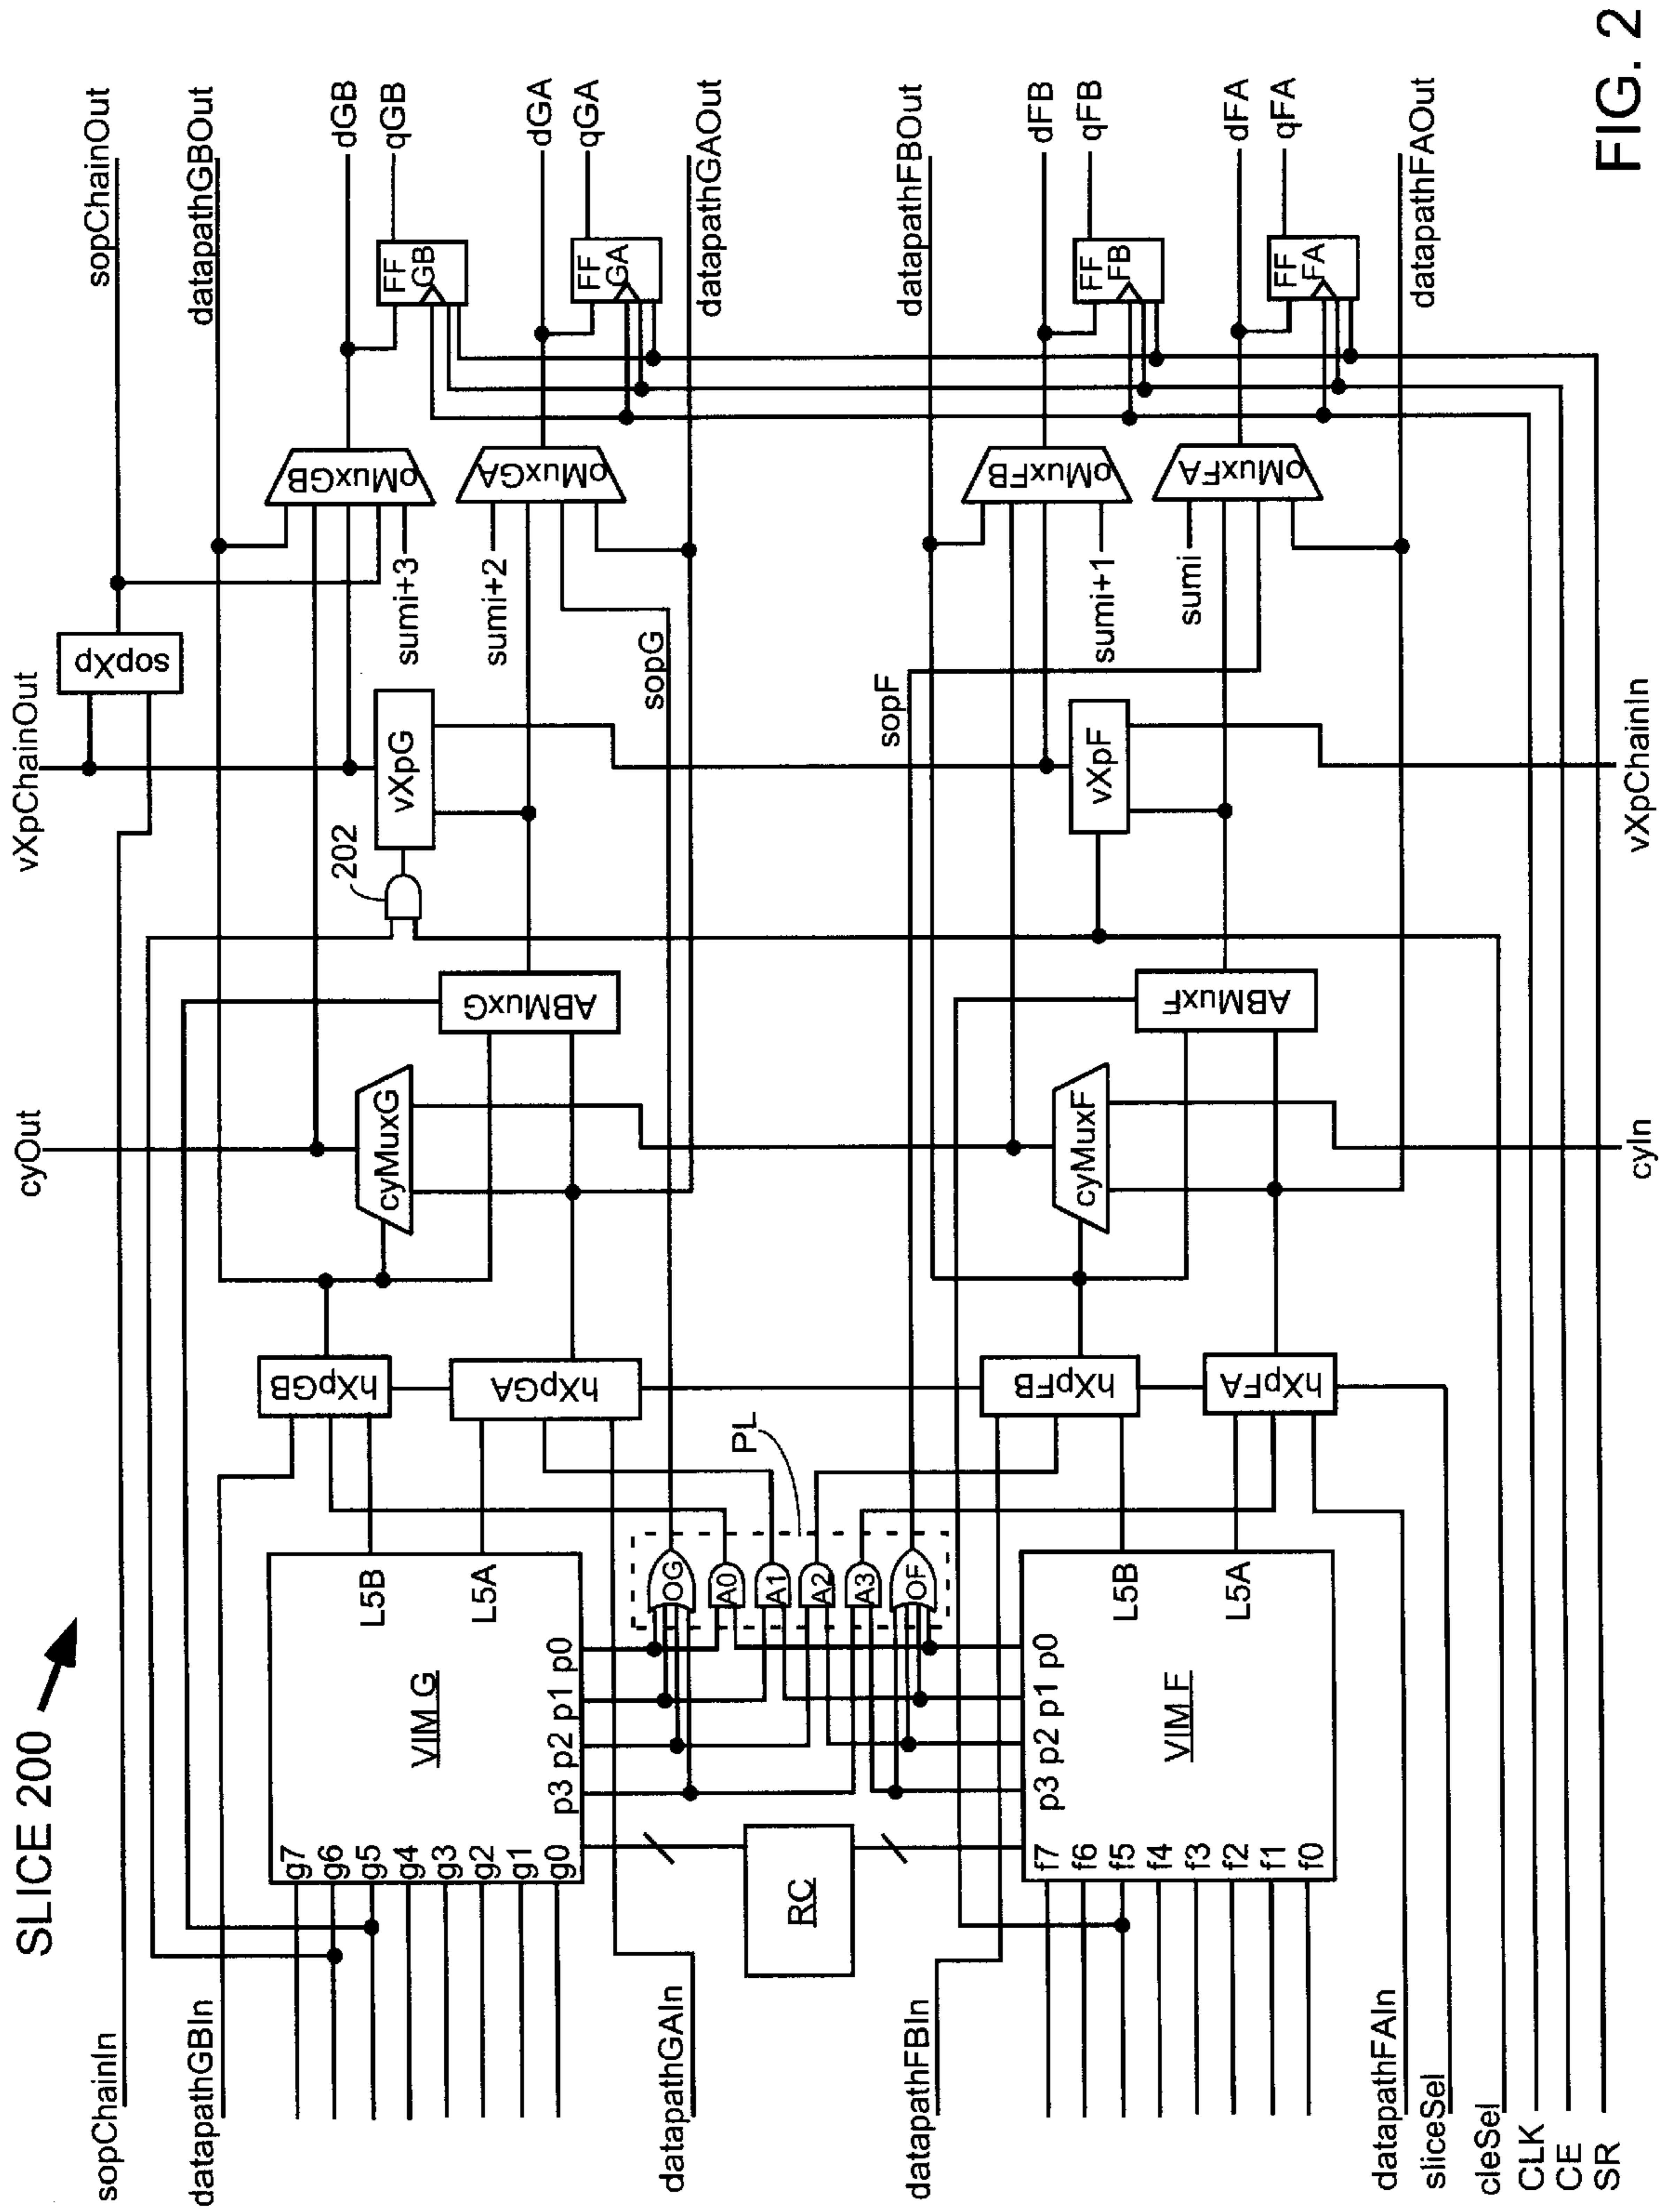 SLICE 200
sopChainIn
datapathGBIn
g7
g6
g5
g4
g3
g2
g1
g0
VIM G
L5B
L5A
p3 p2 p1 p0
datapathGAIn
RC
datapathFBIn
f7
f6
f5
f4
f3
f2
f1
f0
VIM F
L5B
L5A
p3 p2 p1 p0
datapathFAIn
sliceSel
cleSel
CLK
CE
SR
OG
A0
A1
A2
A3
OF
PL
hXpGB
hXpGA
hXpFB
hXpFA
cyOut
cyMuxG
cyMuxF
cyIn
ABMuxG
ABMuxF
202
vXpChainOut
vXpG
vXpF
vXpChainIn
sopXp
sopG
sopF
sumi+3
sumi+2
sumi+1
sumi
oMuxGB
oMuxGA
oMuxFB
oMuxFA
FF
GB
FF
GA
FF
FB
FF
FA
sopChainOut
datapathGBOut
dGB
qGB
dGA
qGA
datapathGAOut
datapathFBOut
dFB
qFB
dFA
qFA
datapathFAOut
FIG. 2